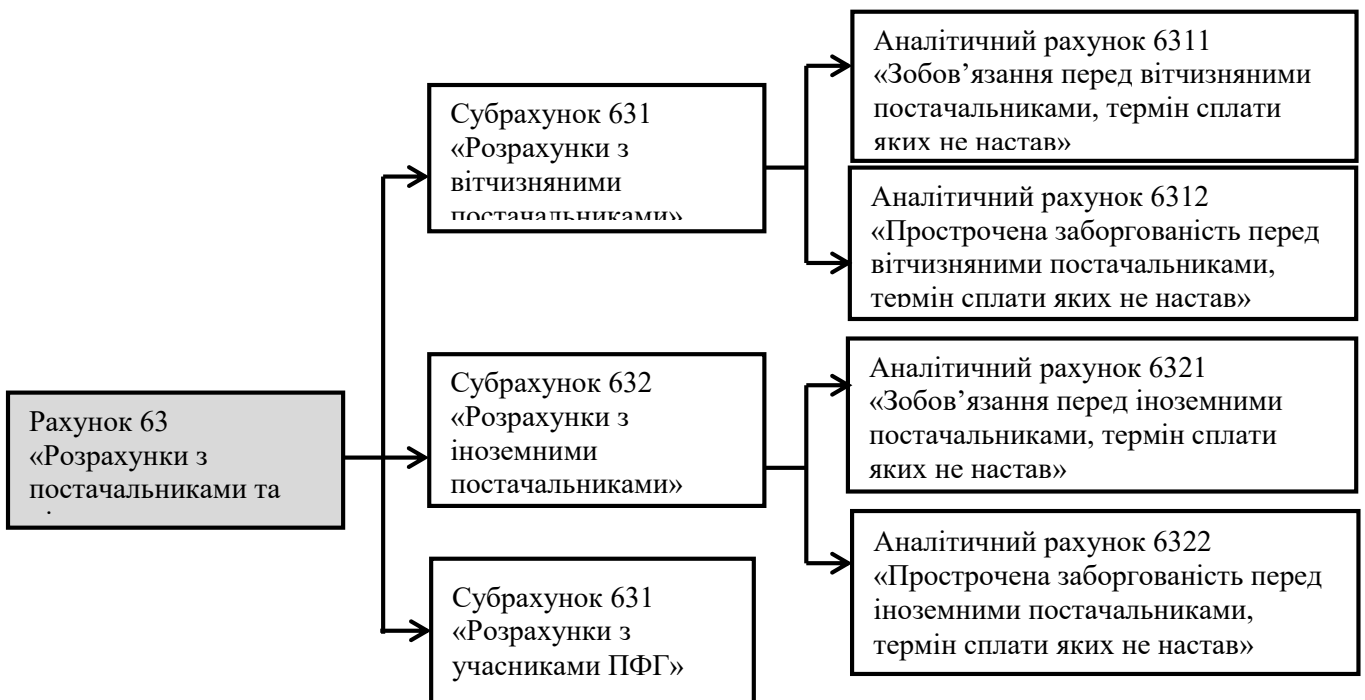 Рахунок 63
«Розрахунки з
постачальниками та
Субрахунок 631
«Розрахунки з
вітчизняними
постачальниками»
Субрахунок 632
«Розрахунки з
іноземними
постачальниками»
Субрахунок 631
«Розрахунки з
учасниками ПФГ»
Аналітичний рахунок 6311
«Зобов’язання перед вітчизняними
постачальниками, термін сплати
яких не настав»
Аналітичний рахунок 6312
«Прострочена заборгованість перед
вітчизняними постачальниками,
термін сплати яких не настав»
Аналітичний рахунок 6321
«Зобов’язання перед іноземними
постачальниками, термін сплати
яких не настав»
Аналітичний рахунок 6322
«Прострочена заборгованість перед
іноземними постачальниками,
термін сплати яких не настав»